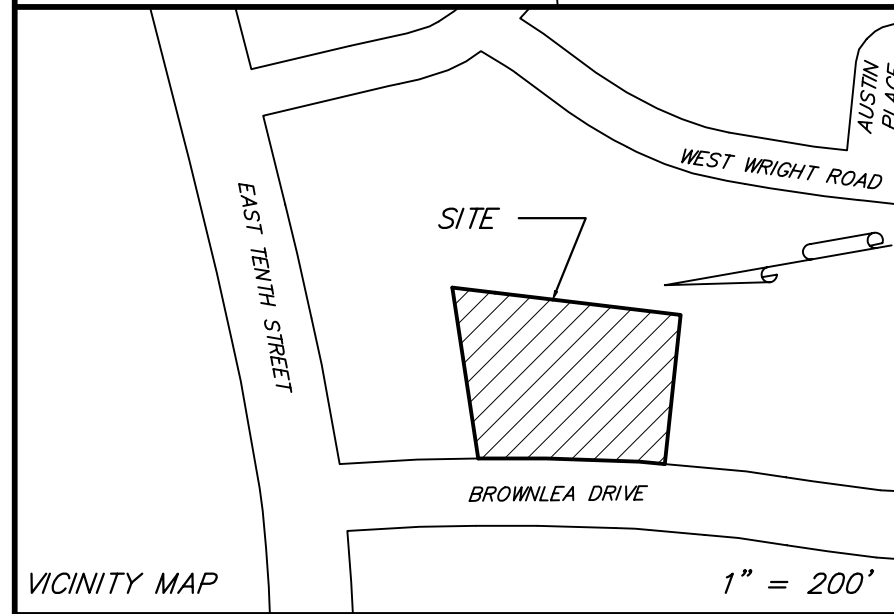 AUSTIN
PLACE
WEST WRIGHT ROAD
EAST TENTH STREET
SITE
BROWNLEA DRIVE
VICINITY MAP
1" = 200'